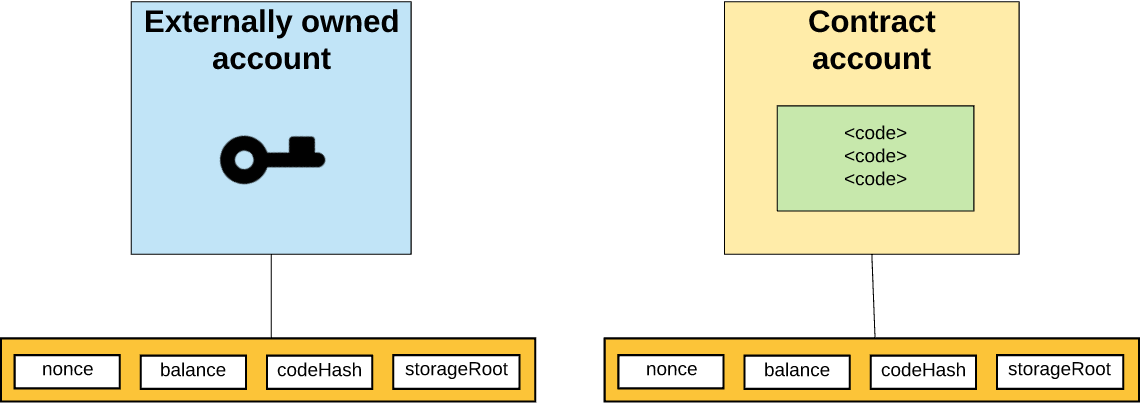 Externally owned
account
Contract
account
<code>
<code>
<code>
nonce
balance
codeHash
storageRoot
nonce
balance
codeHash
storageRoot